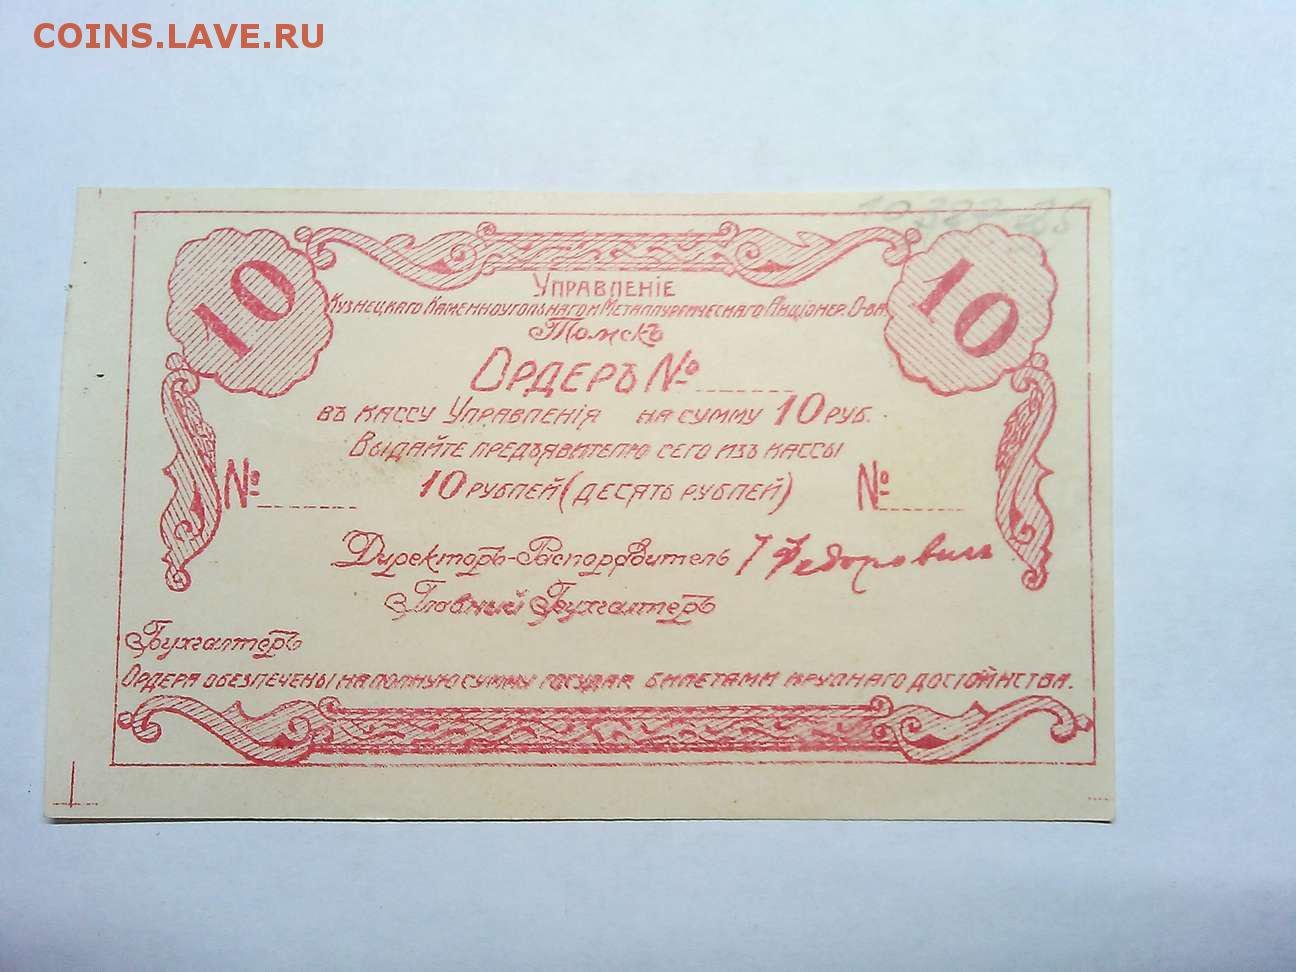 COINS.LAVE.RU
10
10
Управленіе
Кузнецкаго Каменноугольнаго и Металлургическаго Акціонер. О-ва
Томскъ
Ордеръ №
въ кассу Управленія на сумму 10 руб.
Выдайте предъявителю сего изъ кассы
№ 10 рублей (десять рублей) №
Директоръ-Распорядитель І Федоровичъ
Главный Бухгалтеръ
Бухгалтеръ
Ордера обезпечены на полную сумму государ билетами крупнаго достоинства.